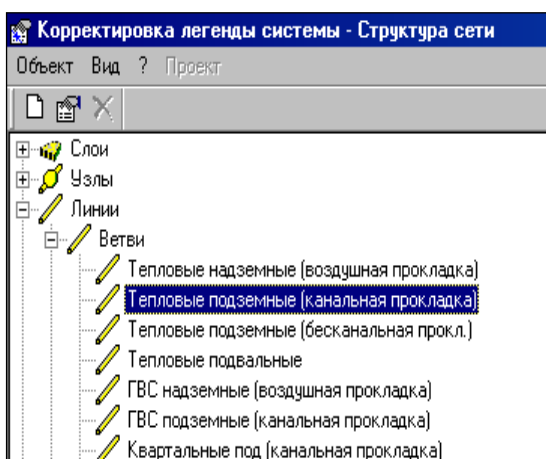 Корректировка легенды системы - Структура сети
Объект Вид ? Проект
Слои
Узлы
Линии
Ветви
Тепловые надземные (воздушная прокладка)
Тепловые подземные (канальная прокладка)
Тепловые подземные (бесканальная прокл.)
Тепловые подвальные
ГВС надземные (воздушная прокладка)
ГВС подземные (канальная прокладка)
Квартальные под (канальная прокладка)